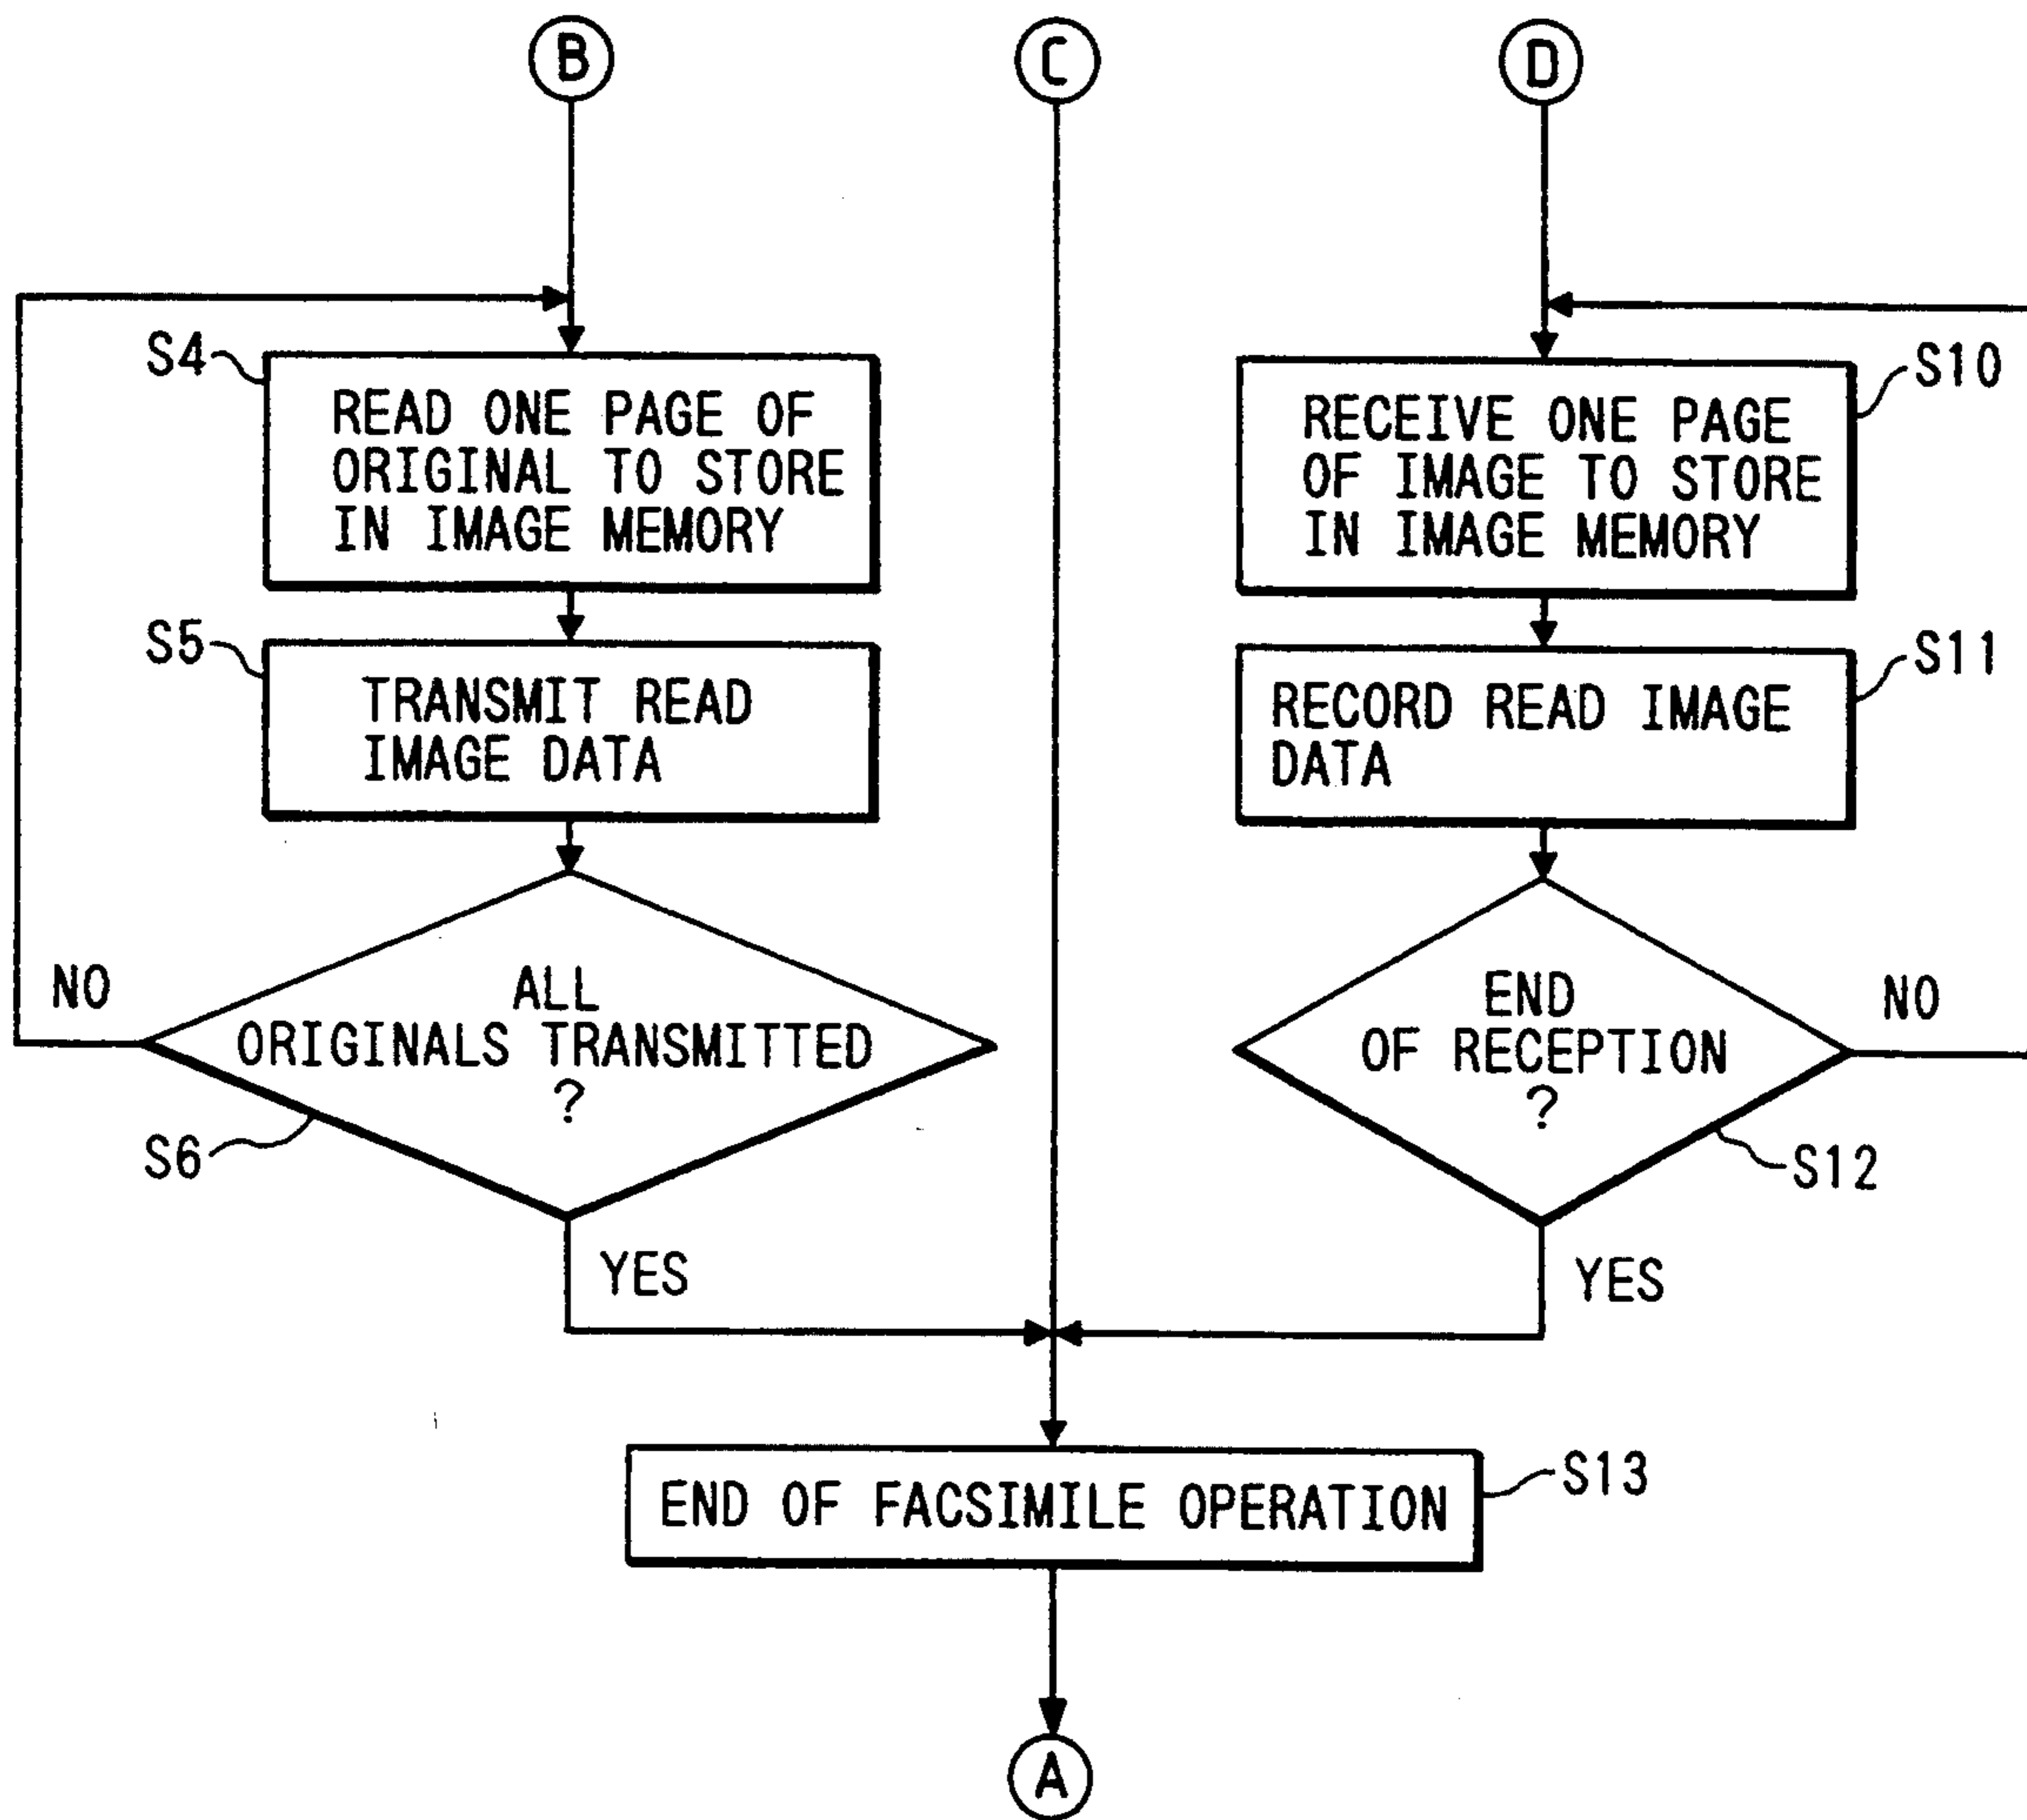 B
C
D
S4
READ ONE PAGE OF
ORIGINAL TO STORE
IN IMAGE MEMORY
S10
RECEIVE ONE PAGE
OF IMAGE TO STORE
IN IMAGE MEMORY
S5
TRANSMIT READ
IMAGE DATA
S11
RECORD READ IMAGE
DATA
NO
ALL
ORIGINALS TRANSMITTED
?
S6
YES
END
OF RECEPTION
?
NO
S12
YES
END OF FACSIMILE OPERATION
S13
A